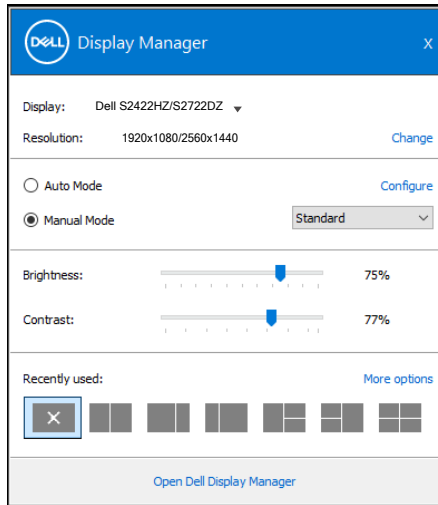 DELL Display Manager X
Display: Dell S2422HZ/S2722DZ
Resolution: 1920x1080/2560x1440 Change
Auto Mode Configure
Manual Mode Standard
Brightness: 75%
Contrast: 77%
Recently used: More options
Open Dell Display Manager